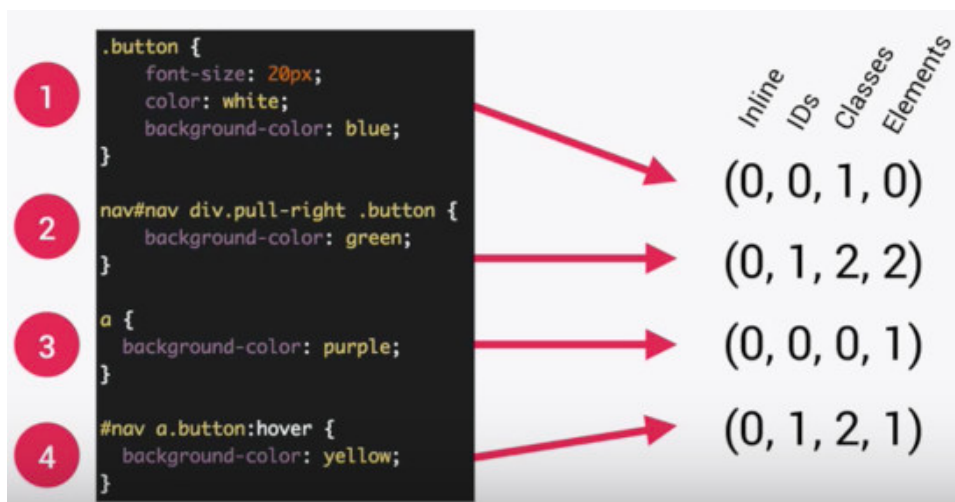 1
.button {
font-size: 20px;
color: white;
background-color: blue;
}
2
nav#nav div.pull-right .button {
background-color: green;
}
3
a {
background-color: purple;
}
4
#nav a.button:hover {
background-color: yellow;
}
Inline
IDs
Classes
Elements
(0, 0, 1, 0)
(0, 1, 2, 2)
(0, 0, 0, 1)
(0, 1, 2, 1)